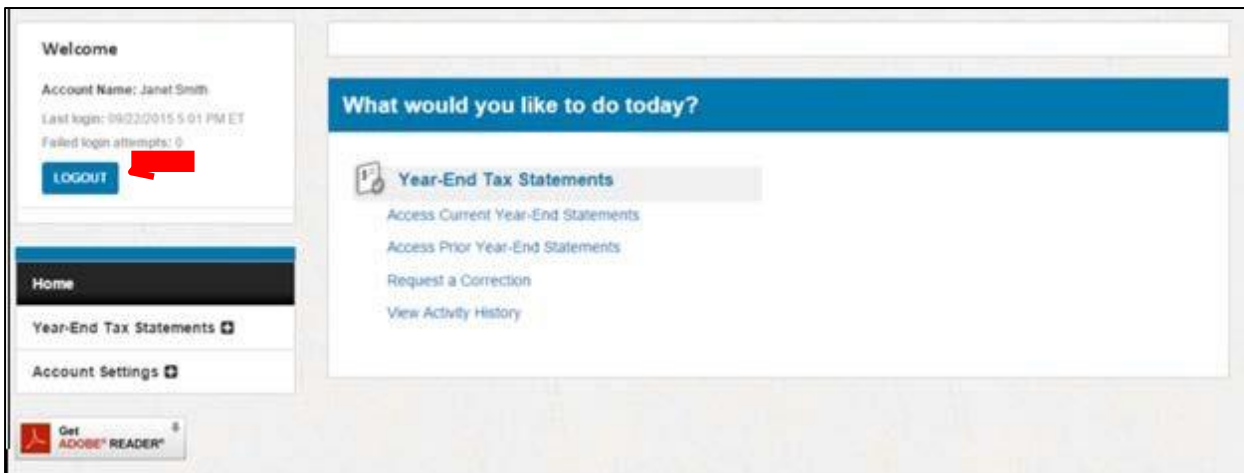 Welcome
Account Name: Janet Smith
Last login: 09/22/2015 5:01 PM ET
Failed login attempts: 0
LOGOUT
Home
Year-End Tax Statements
Account Settings
Get
ADOBE® READER®
What would you like to do today?
Year-End Tax Statements
Access Current Year-End Statements
Access Prior Year-End Statements
Request a Correction
View Activity History